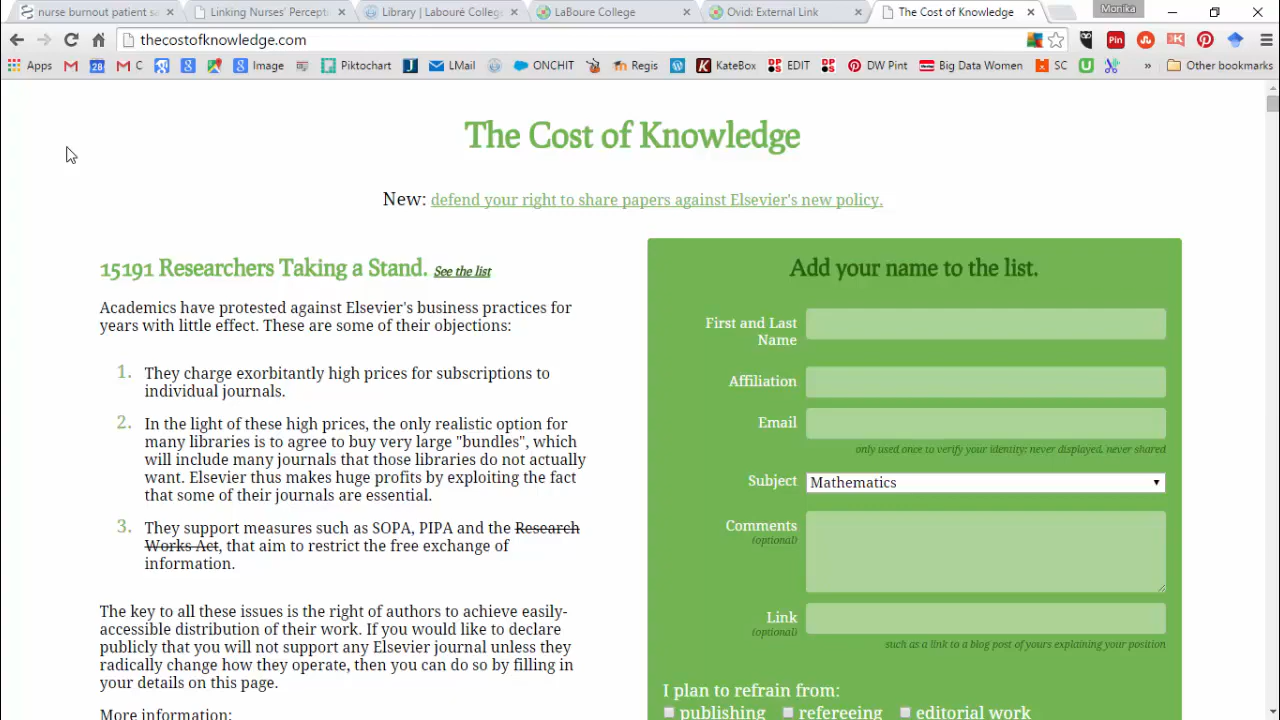 nurse burnout patient sa
Linking Nurses' Percept
Library | Labouré Colleg
LaBoure College
Ovid: External Link
The Cost of Knowledge
Monika
thecostofknowledge.com
Apps
Image
Piktochart
LMail
ONCHIT
Regis
KateBox
EDIT
DW Pint
Big Data Women
SC
»
Other bookmarks
The Cost of Knowledge
New: defend your right to share papers against Elsevier's new policy.
15191 Researchers Taking a Stand. See the list
Academics have protested against Elsevier's business practices for
years with little effect. These are some of their objections:
1. They charge exorbitantly high prices for subscriptions to
individual journals.
2. In the light of these high prices, the only realistic option for
many libraries is to agree to buy very large "bundles", which
will include many journals that those libraries do not actually
want. Elsevier thus makes huge profits by exploiting the fact
that some of their journals are essential.
3. They support measures such as SOPA, PIPA and the Research
Works Act, that aim to restrict the free exchange of
information.
The key to all these issues is the right of authors to achieve easily-
accessible distribution of their work. If you would like to declare
publicly that you will not support any Elsevier journal unless they
radically change how they operate, then you can do so by filling in
your details on this page.
More information:
Add your name to the list.
First and Last
Name
Affiliation
Email
only used once to verify your identity: never displayed, never shared
Subject
Mathematics
Comments
(optional)
Link
(optional)
such as a link to a blog post of yours explaining your position
I plan to refrain from:
publishing refereeing editorial work